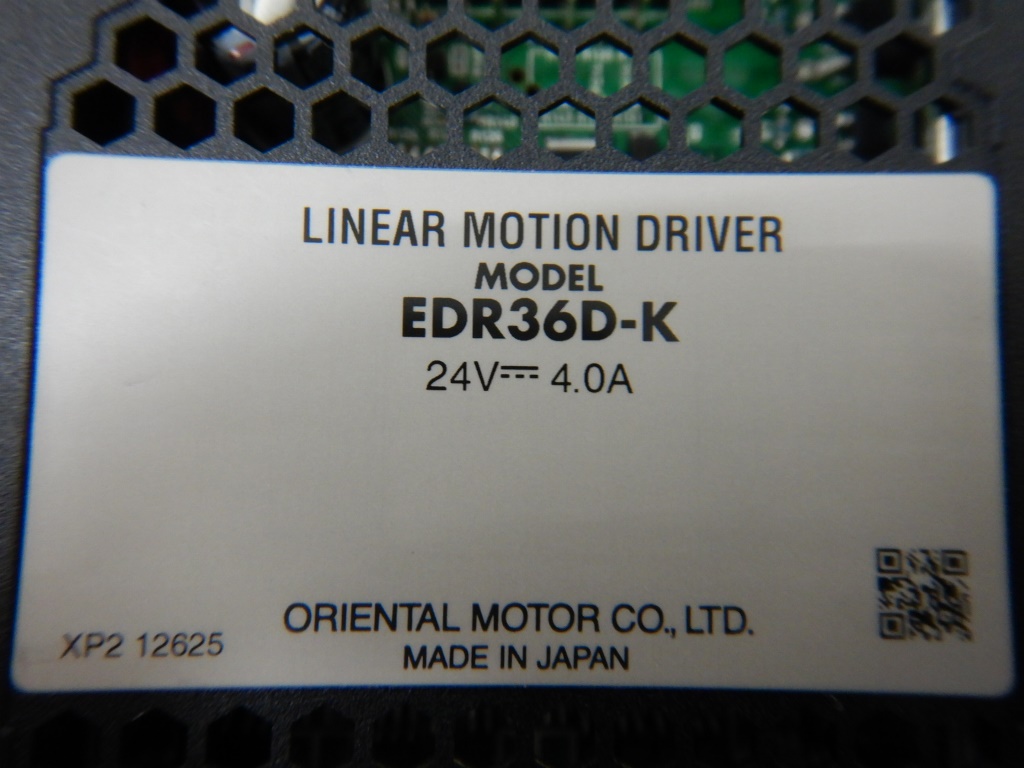 LINEAR MOTION DRIVER
MODEL
EDR36D-K
24V⎓ 4.0A
ORIENTAL MOTOR CO., LTD.
XP2 12625
MADE IN JAPAN